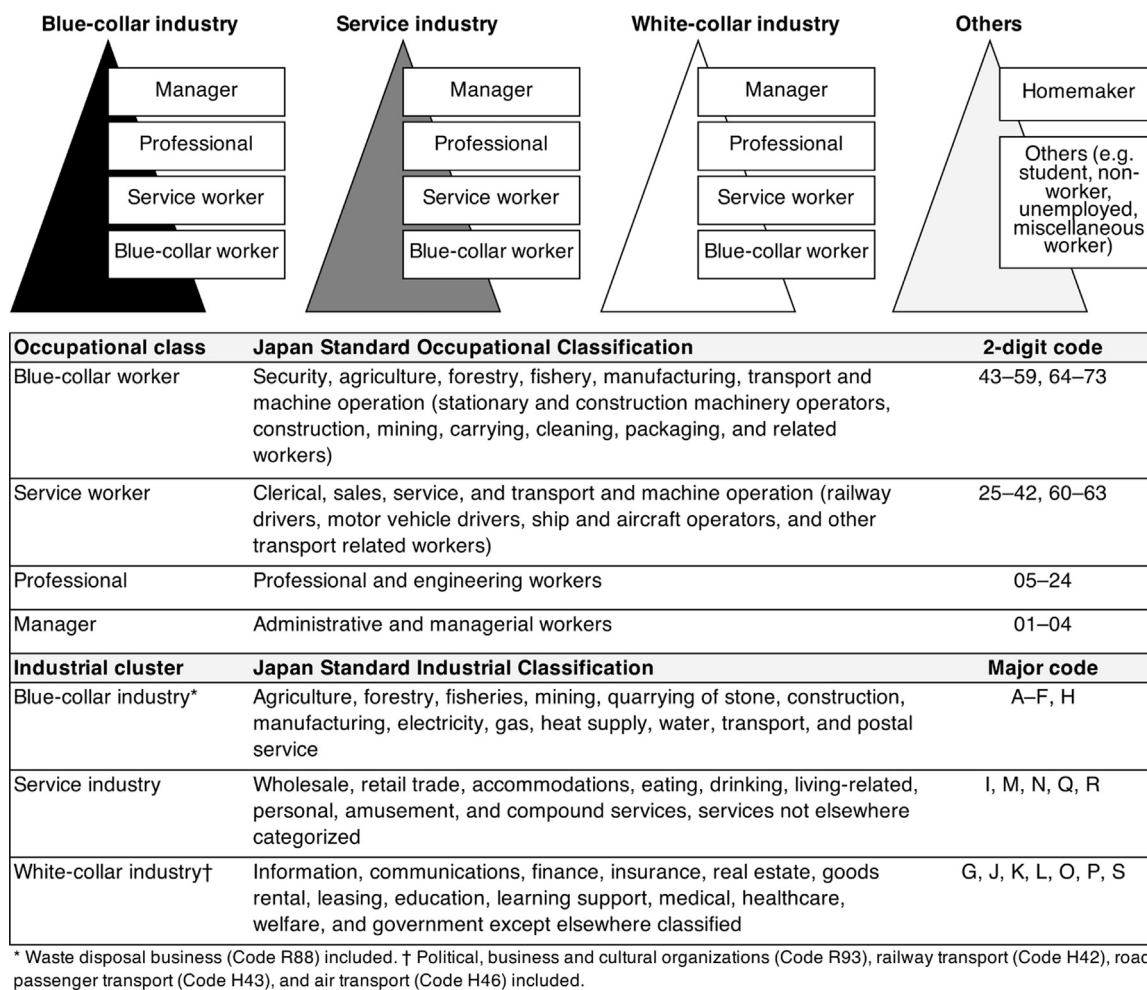 Blue-collar industry
Service industry
White-collar industry
Others
Manager
Professional
Service worker
Blue-collar worker
Manager
Professional
Service worker
Blue-collar worker
Manager
Professional
Service worker
Blue-collar worker
Homemaker
Others (e.g.
student, non-
worker,
unemployed,
miscellaneous
worker)
Occupational class Japan Standard Occupational Classification 2-digit code
Blue-collar worker Security, agriculture, forestry, fishery, manufacturing, transport and 43–59, 64–73
machine operation (stationary and construction machinery operators,
construction, mining, carrying, cleaning, packaging, and related
workers)
Service worker Clerical, sales, service, and transport and machine operation (railway 25–42, 60–63
drivers, motor vehicle drivers, ship and aircraft operators, and other
transport related workers)
Professional Professional and engineering workers 05–24
Manager Administrative and managerial workers 01–04
Industrial cluster Japan Standard Industrial Classification Major code
Blue-collar industry* Agriculture, forestry, fisheries, mining, quarrying of stone, construction, A–F, H
manufacturing, electricity, gas, heat supply, water, transport, and postal
service
Service industry Wholesale, retail trade, accommodations, eating, drinking, living-related, I, M, N, Q, R
personal, amusement, and compound services, services not elsewhere
categorized
White-collar industry† Information, communications, finance, insurance, real estate, goods G, J, K, L, O, P, S
rental, leasing, education, learning support, medical, healthcare,
welfare, and government except elsewhere classified
* Waste disposal business (Code R88) included. † Political, business and cultural organizations (Code R93), railway transport (Code H42), road
passenger transport (Code H43), and air transport (Code H46) included.